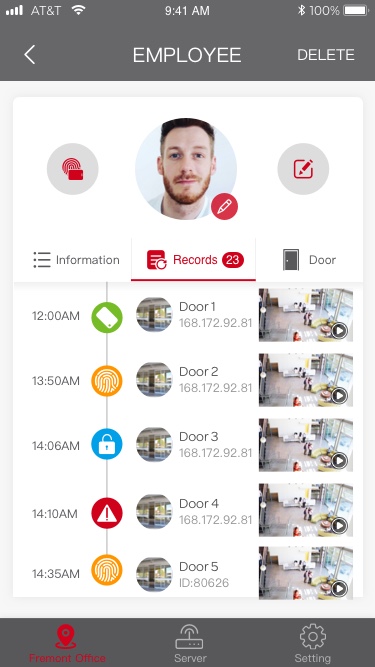 AT&T 9:41 AM 100%
EMPLOYEE DELETE
Information Records 23 Door
12:00AM Door 1
168.172.92.81
13:50AM Door 2
168.172.92.81
14:06AM Door 3
168.172.92.81
14:10AM Door 4
168.172.92.81
14:35AM Door 5
ID:80626
Fremont Office Server Setting